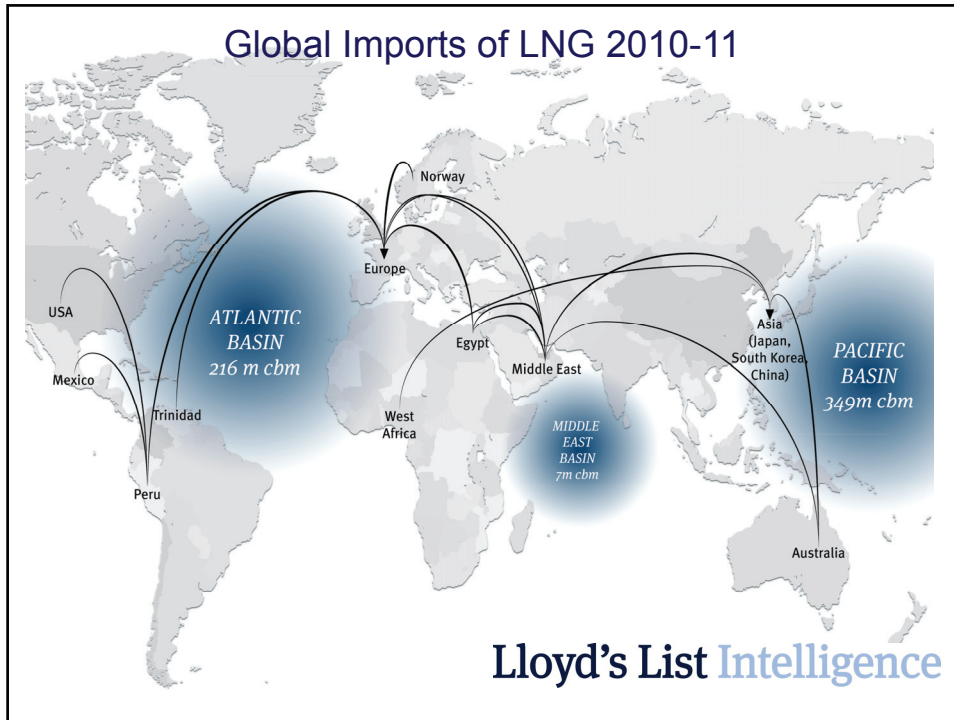 Global Imports of LNG 2010-11
Norway
Europe
USA
ATLANTIC
BASIN
216 m cbm
Mexico
Trinidad
Peru
Egypt
Middle East
West
Africa
MIDDLE
EAST
BASIN
7m cbm
Asia
(Japan,
South Korea,
China)
PACIFIC
BASIN
349m cbm
Australia
Lloyd's List Intelligence